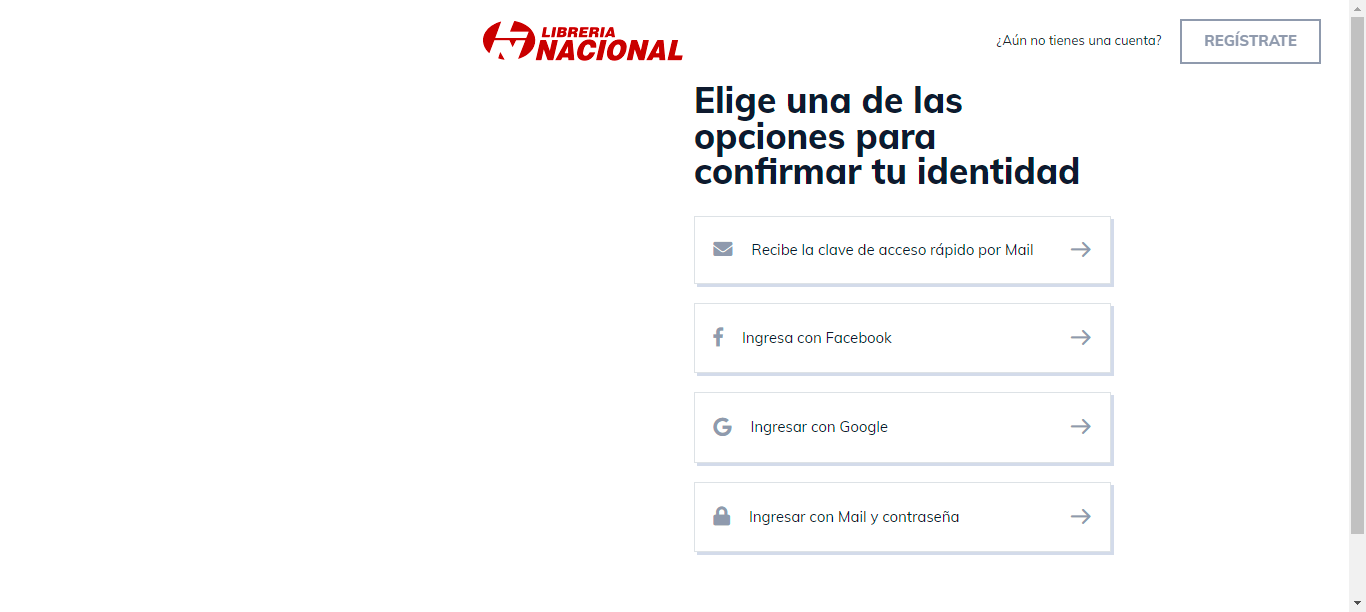 LIBRERIA
NACIONAL
¿Aún no tienes una cuenta?
REGÍSTRATE
Elige una de las
opciones para
confirmar tu identidad
Recibe la clave de acceso rápido por Mail
Ingresa con Facebook
Ingresar con Google
Ingresar con Mail y contraseña